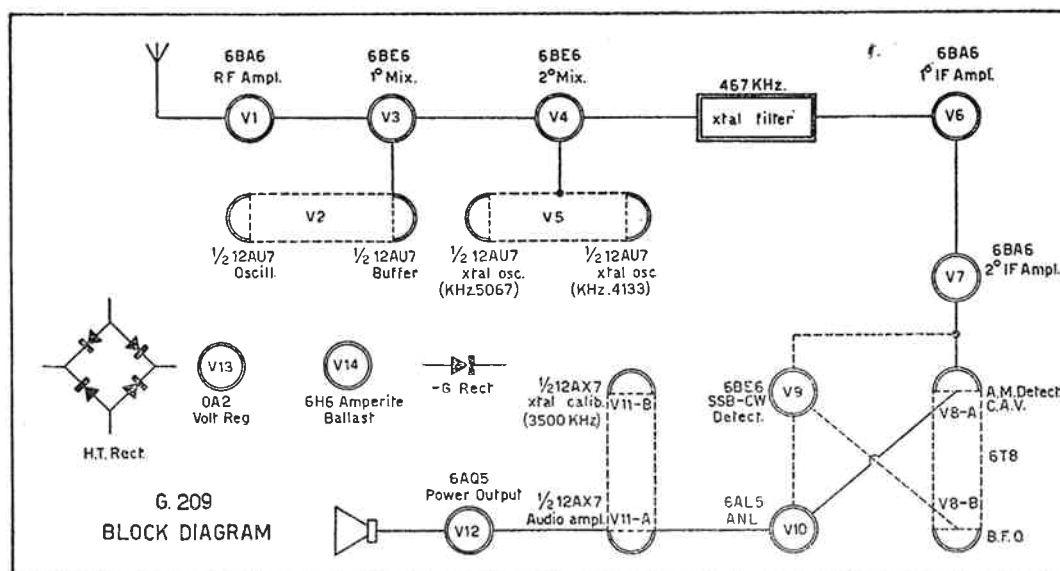 6BA6
RF Ampl.
V1
6BE6
1° Mix.
V3
6BE6
2° Mix.
V4
467 KHz.
xtal filter
6BA6
1° IF Ampl.
V6
V2
½ 12AU7
Oscill.
½ 12AU7
Buffer
V5
½ 12AU7
xtal osc.
(KHz.5067)
½ 12AU7
xtal osc
(KHz.4133)
6BA6
2° IF Ampl.
V7
H.T. Rect.
V13
OA2
Volt Reg
V14
6H6 Amperite
Ballast
-G Rect
½ 12AX7
xtal calib.
(3500 KHz)
V11-B
6BE6
SSB-CW
Detect.
V9
A.M. Detect.
C.A.V.
V8-A
6T8
V8-B
B.F.O.
G. 209
BLOCK DIAGRAM
6AQ5
Power Output
V12
½ 12AX7
Audio ampl.
V11-A
6AL5
ANL
V10